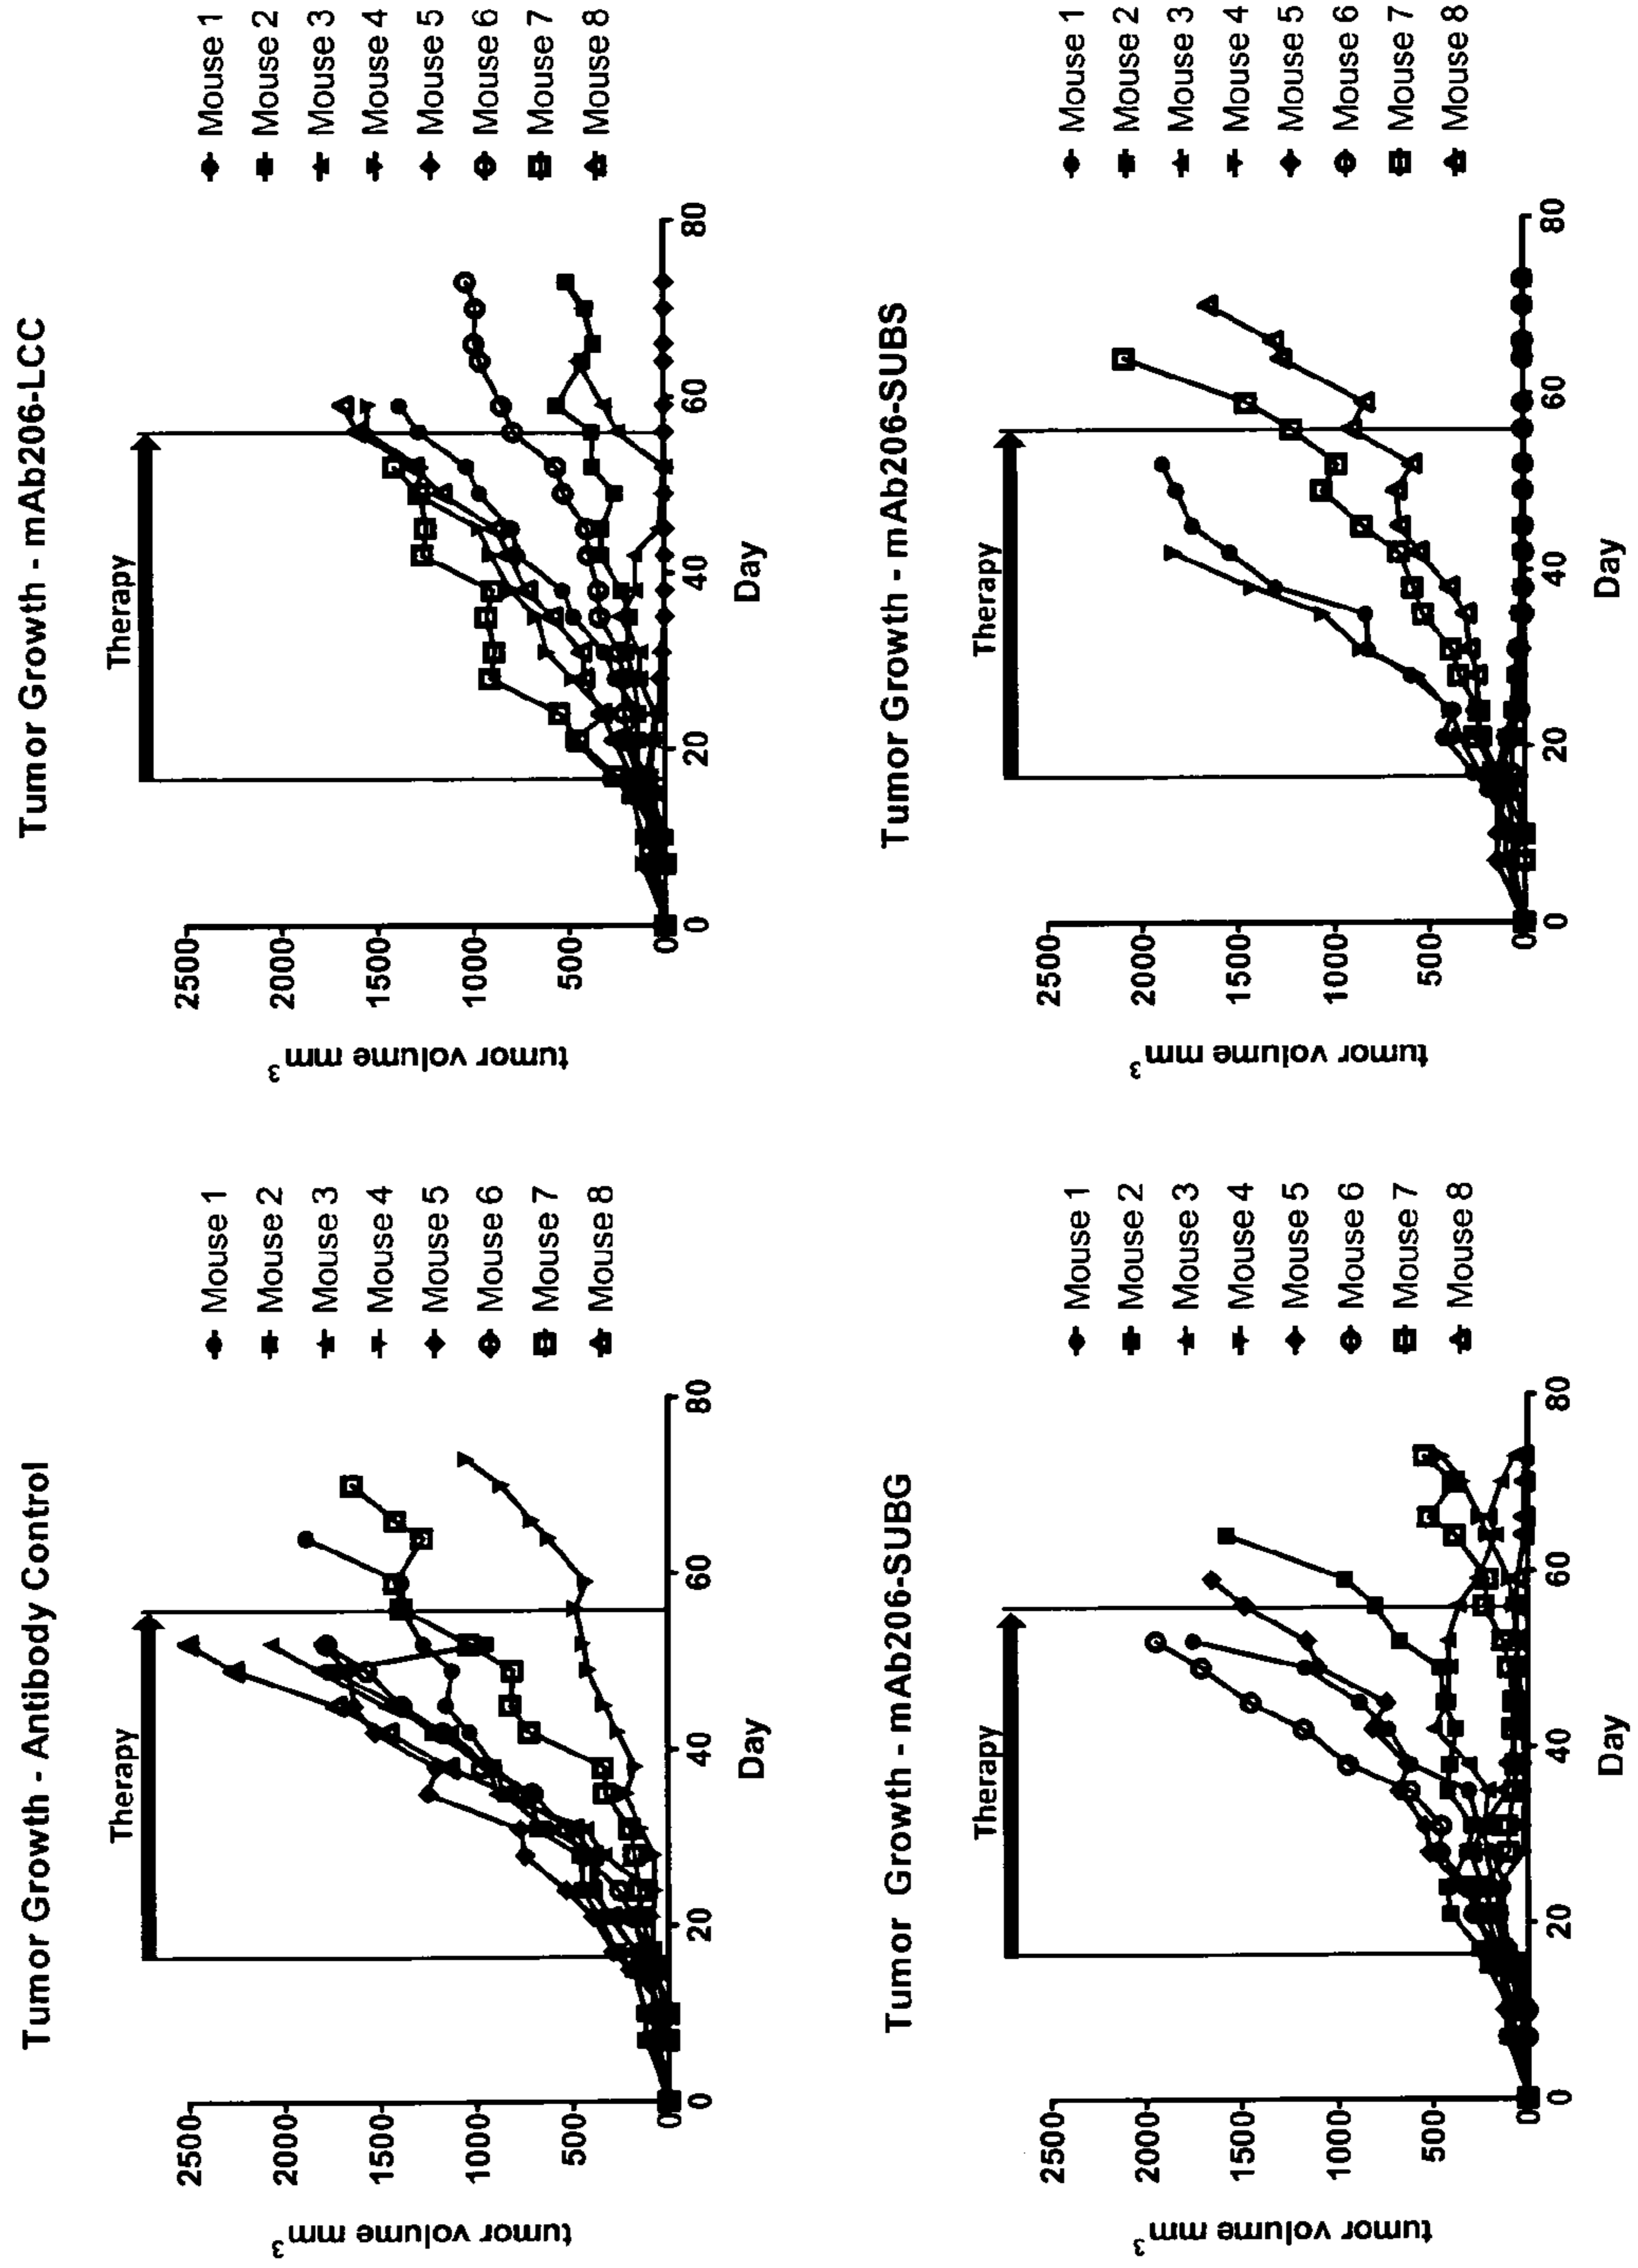 Tumor Growth - Antibody Control
Therapy
tumor volume mm3
2500
2000
1500
1000
500
0
0
20
40
60
80
Day
Mouse 1
Mouse 2
Mouse 3
Mouse 4
Mouse 5
Mouse 6
Mouse 7
Mouse 8
Tumor Growth - mAb206-LCC
Therapy
tumor volume mm3
2500
2000
1500
1000
500
0
0
20
40
60
80
Day
Mouse 1
Mouse 2
Mouse 3
Mouse 4
Mouse 5
Mouse 6
Mouse 7
Mouse 8
Tumor Growth - mAb206-SUBG
Therapy
tumor volume mm3
2500
2000
1500
1000
500
0
0
20
40
60
80
Day
Mouse 1
Mouse 2
Mouse 3
Mouse 4
Mouse 5
Mouse 6
Mouse 7
Mouse 8
Tumor Growth - mAb206-SUBS
Therapy
tumor volume mm3
2500
2000
1500
1000
500
0
0
20
40
60
80
Day
Mouse 1
Mouse 2
Mouse 3
Mouse 4
Mouse 5
Mouse 6
Mouse 7
Mouse 8